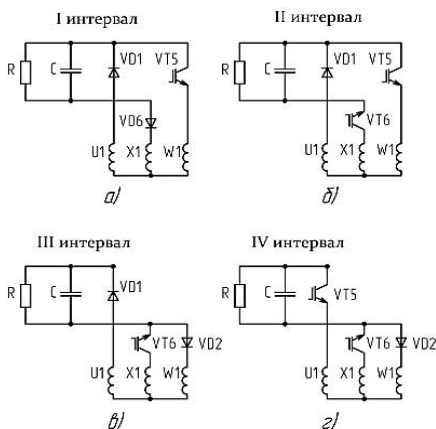 I интервал
II интервал
R
C
VD1
VT5
VD6
U1
X1
W1
а)
R
C
VD1
VT5
VT6
U1
X1
W1
б)
III интервал
IV интервал
R
C
VD1
VT6
VD2
U1
X1
W1
в)
R
C
VT5
VT6
VD2
U1
X1
W1
г)